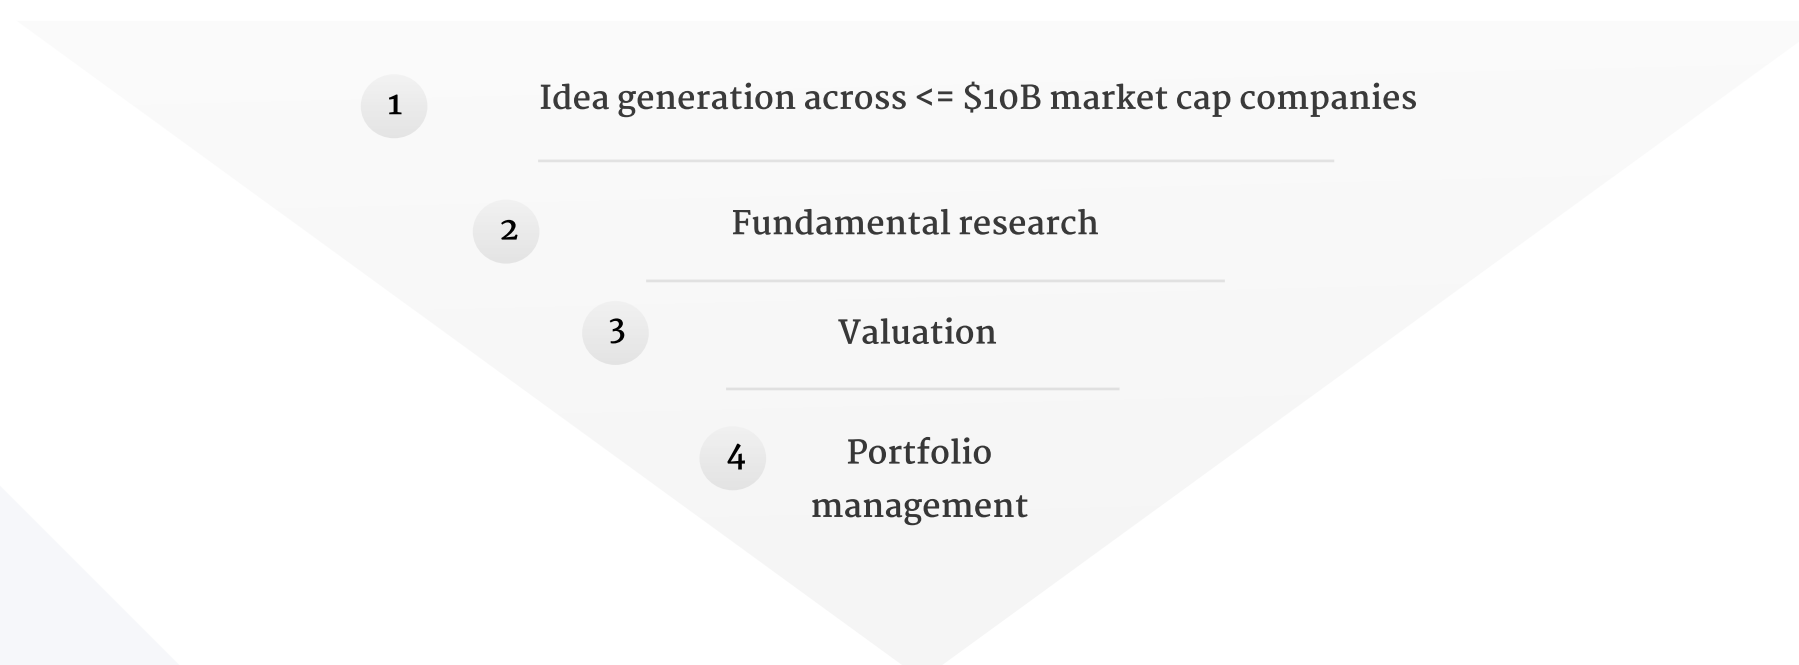 1
Idea generation across <= $10B market cap companies
2
Fundamental research
3
Valuation
4
Portfolio
management